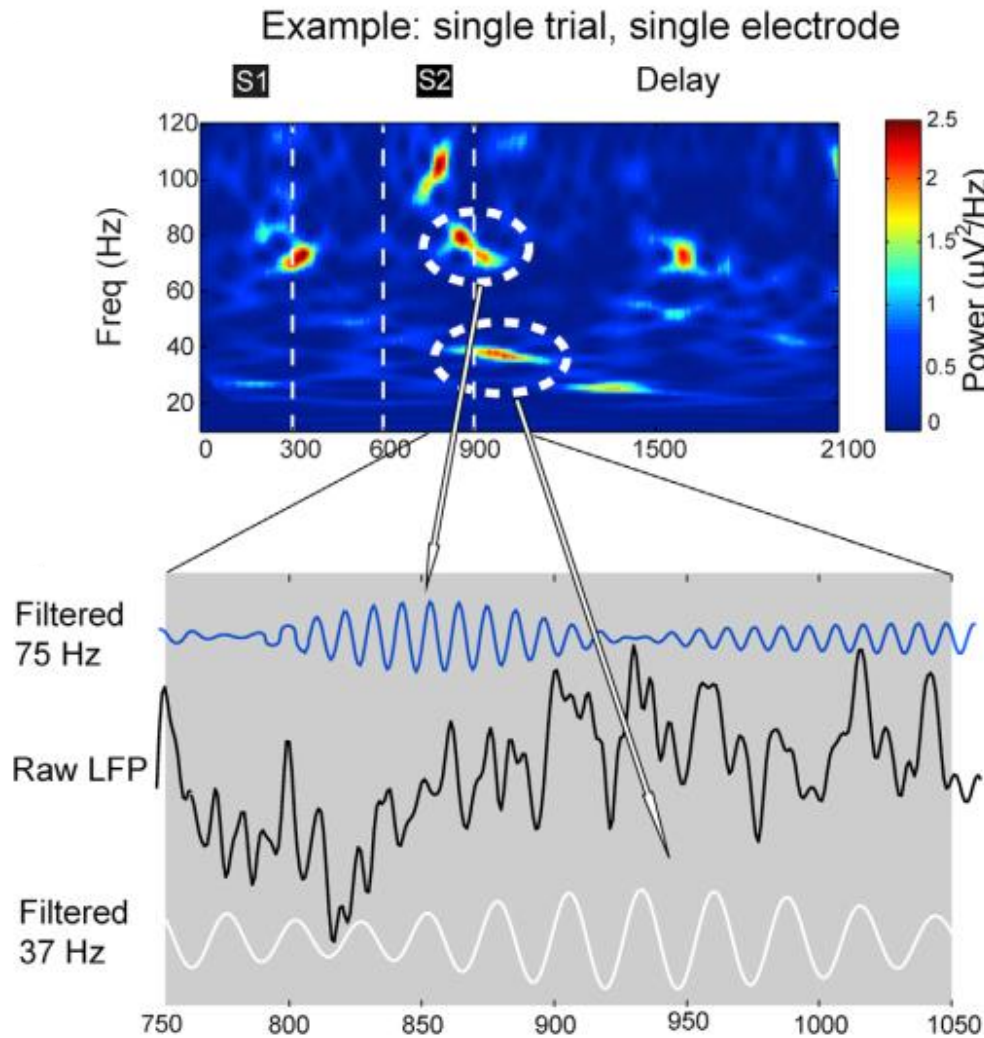 Example: single trial, single electrode
S1 S2 Delay
120
100
80
60
40
20
Freq (Hz)
0 300 600 900 1500 2100
2.5
2
1.5
1
0.5
0
Power (µV²/Hz)
Filtered
75 Hz
Raw LFP
Filtered
37 Hz
750 800 850 900 950 1000 1050